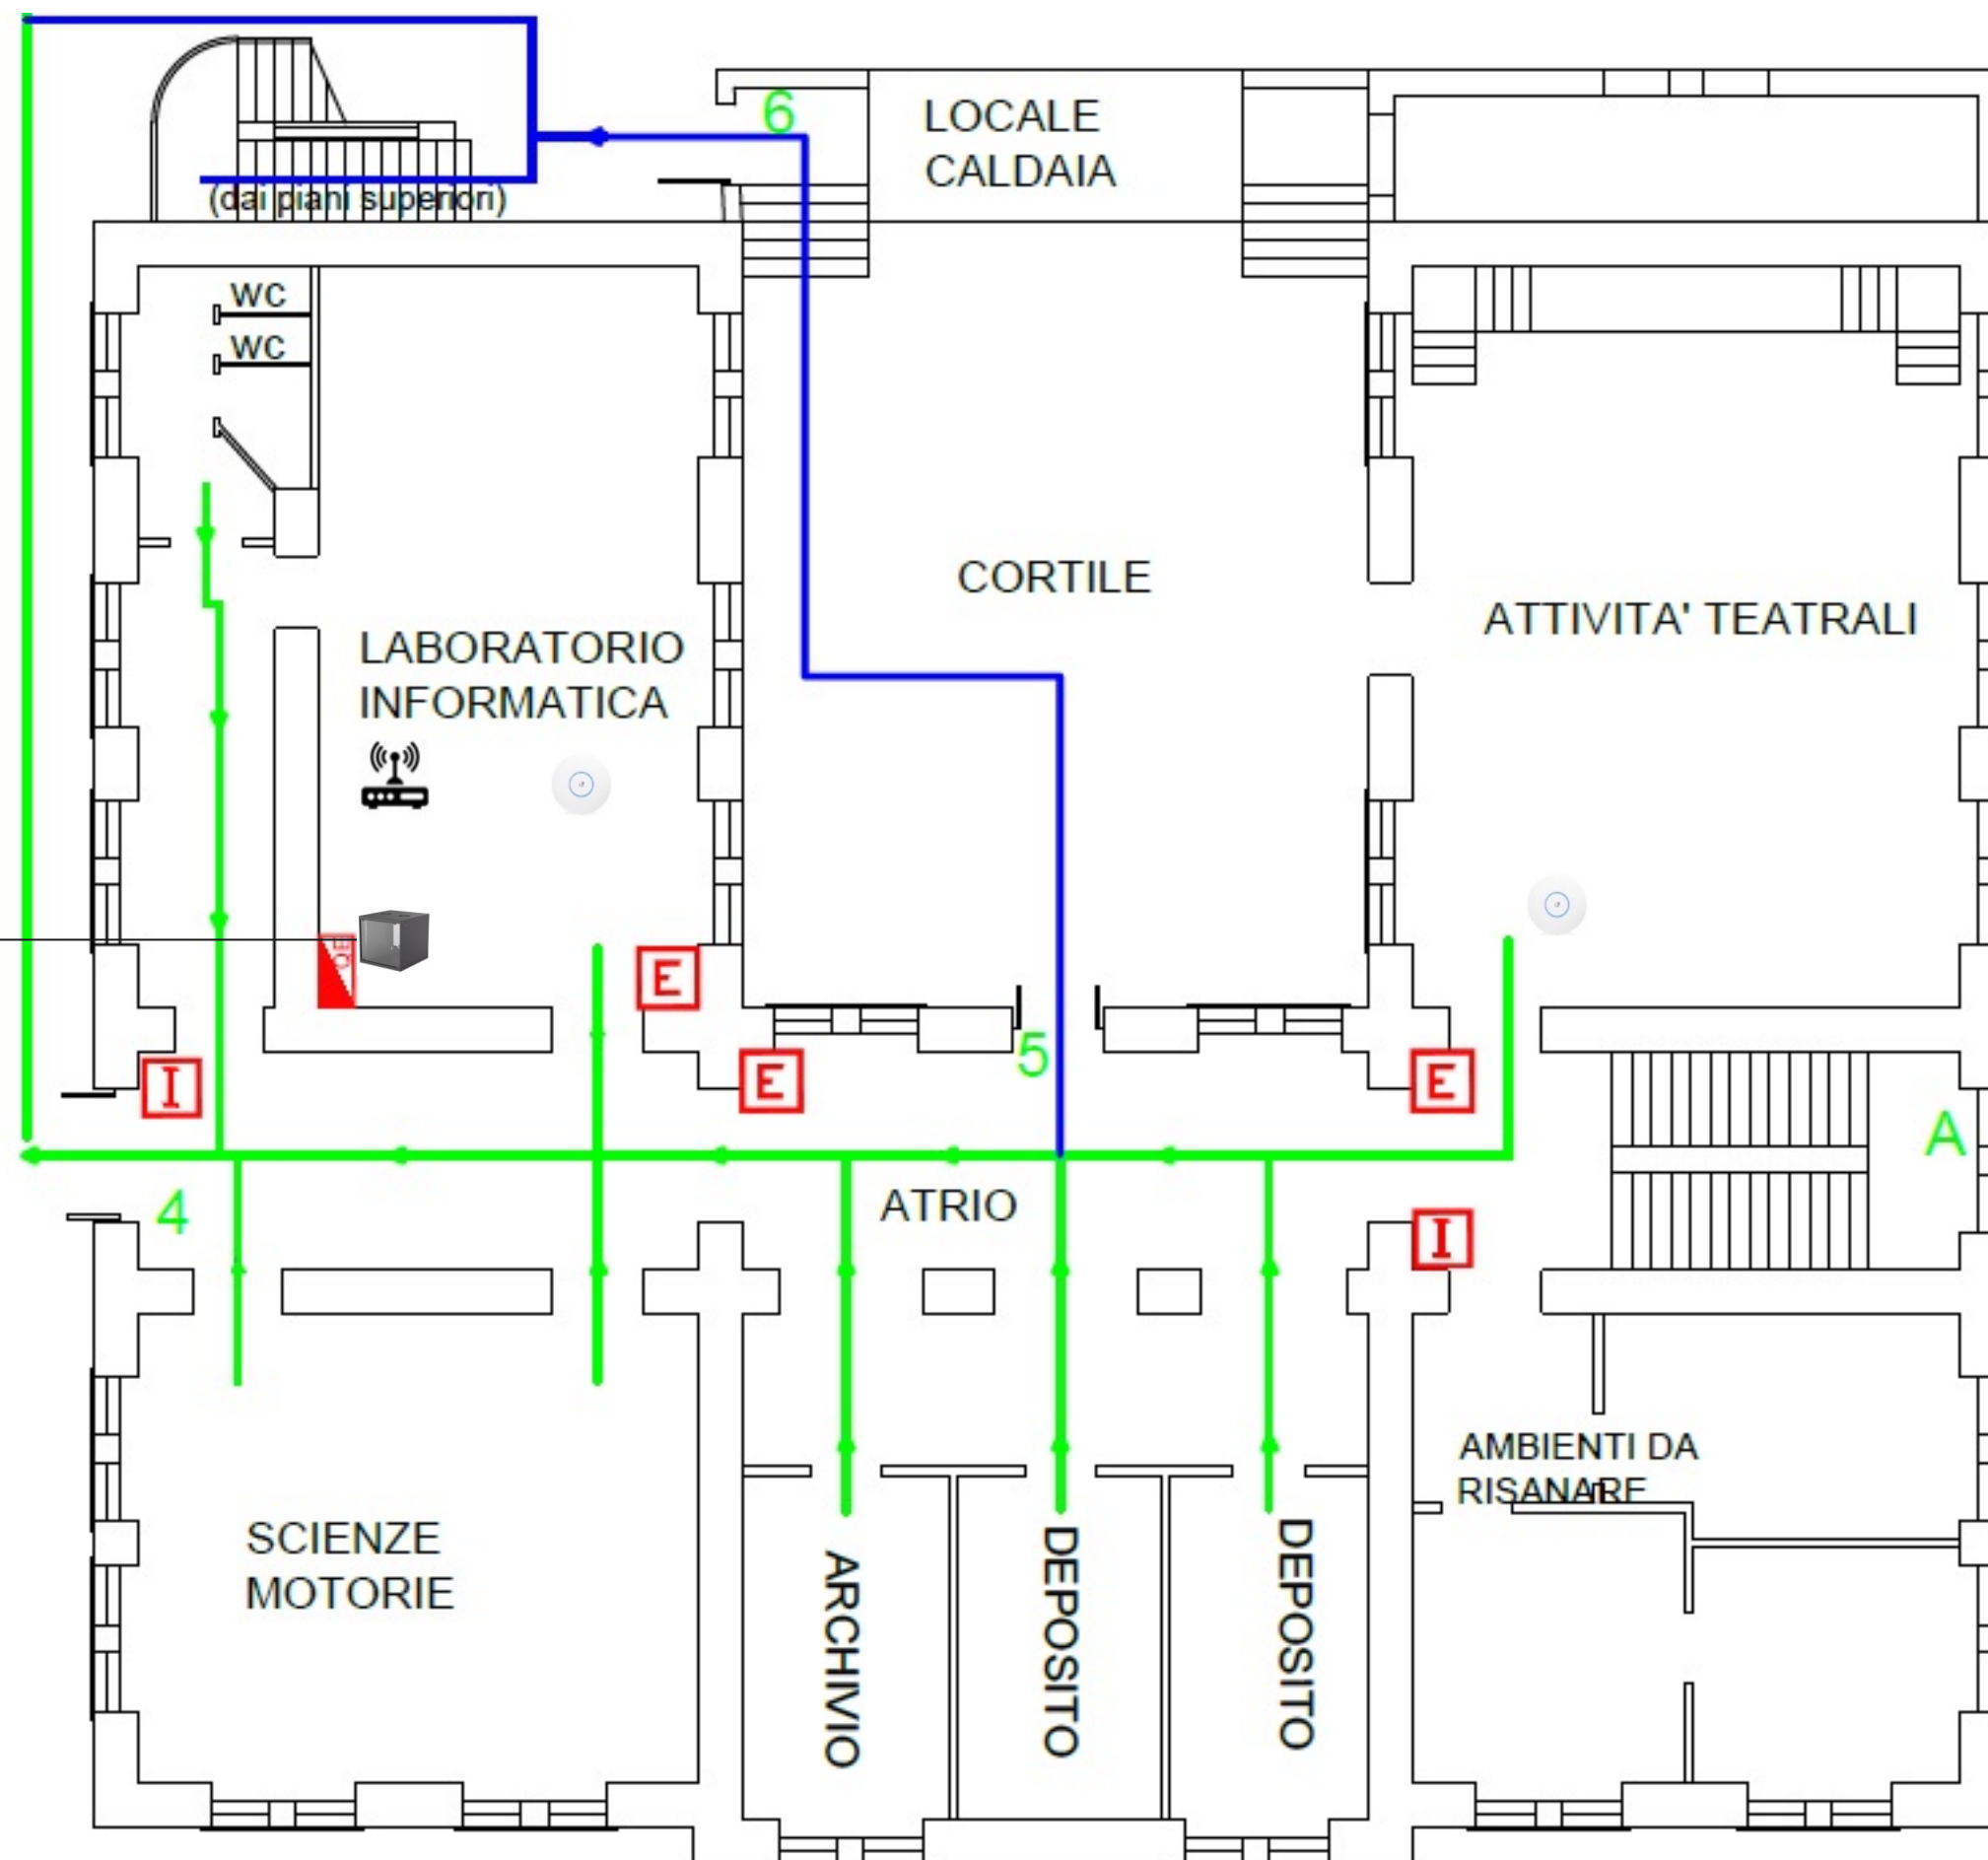 6
LOCALE
CALDAIA
(dai piani superiori)
WC
WC
CORTILE
ATTIVITA' TEATRALI
LABORATORIO
INFORMATICA
QE
E
5
E
E
I
A
4
ATRIO
I
AMBIENTI DA
RISANARE
SCIENZE
MOTORIE
ARCHIVIO
DEPOSITO
DEPOSITO